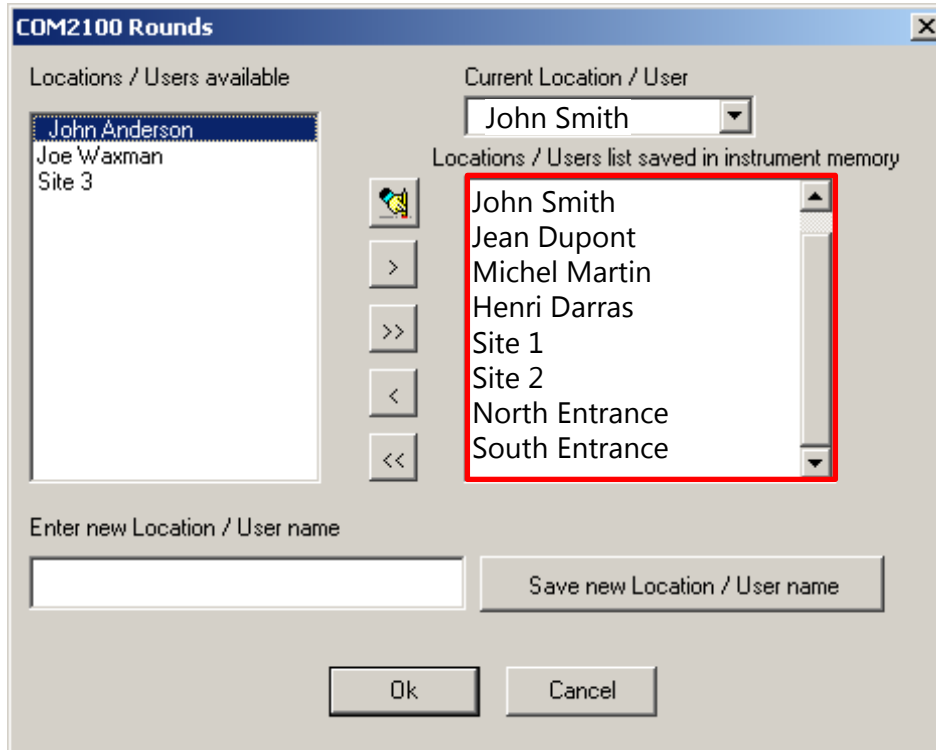 COM2100 Rounds
Locations / Users available
John Anderson
Joe Waxman
Site 3
Current Location / User
John Smith
Locations / Users list saved in instrument memory
John Smith
Jean Dupont
Michel Martin
Henri Darras
Site 1
Site 2
North Entrance
South Entrance
>
>>
<
<<
Enter new Location / User name
Save new Location / User name
Ok
Cancel